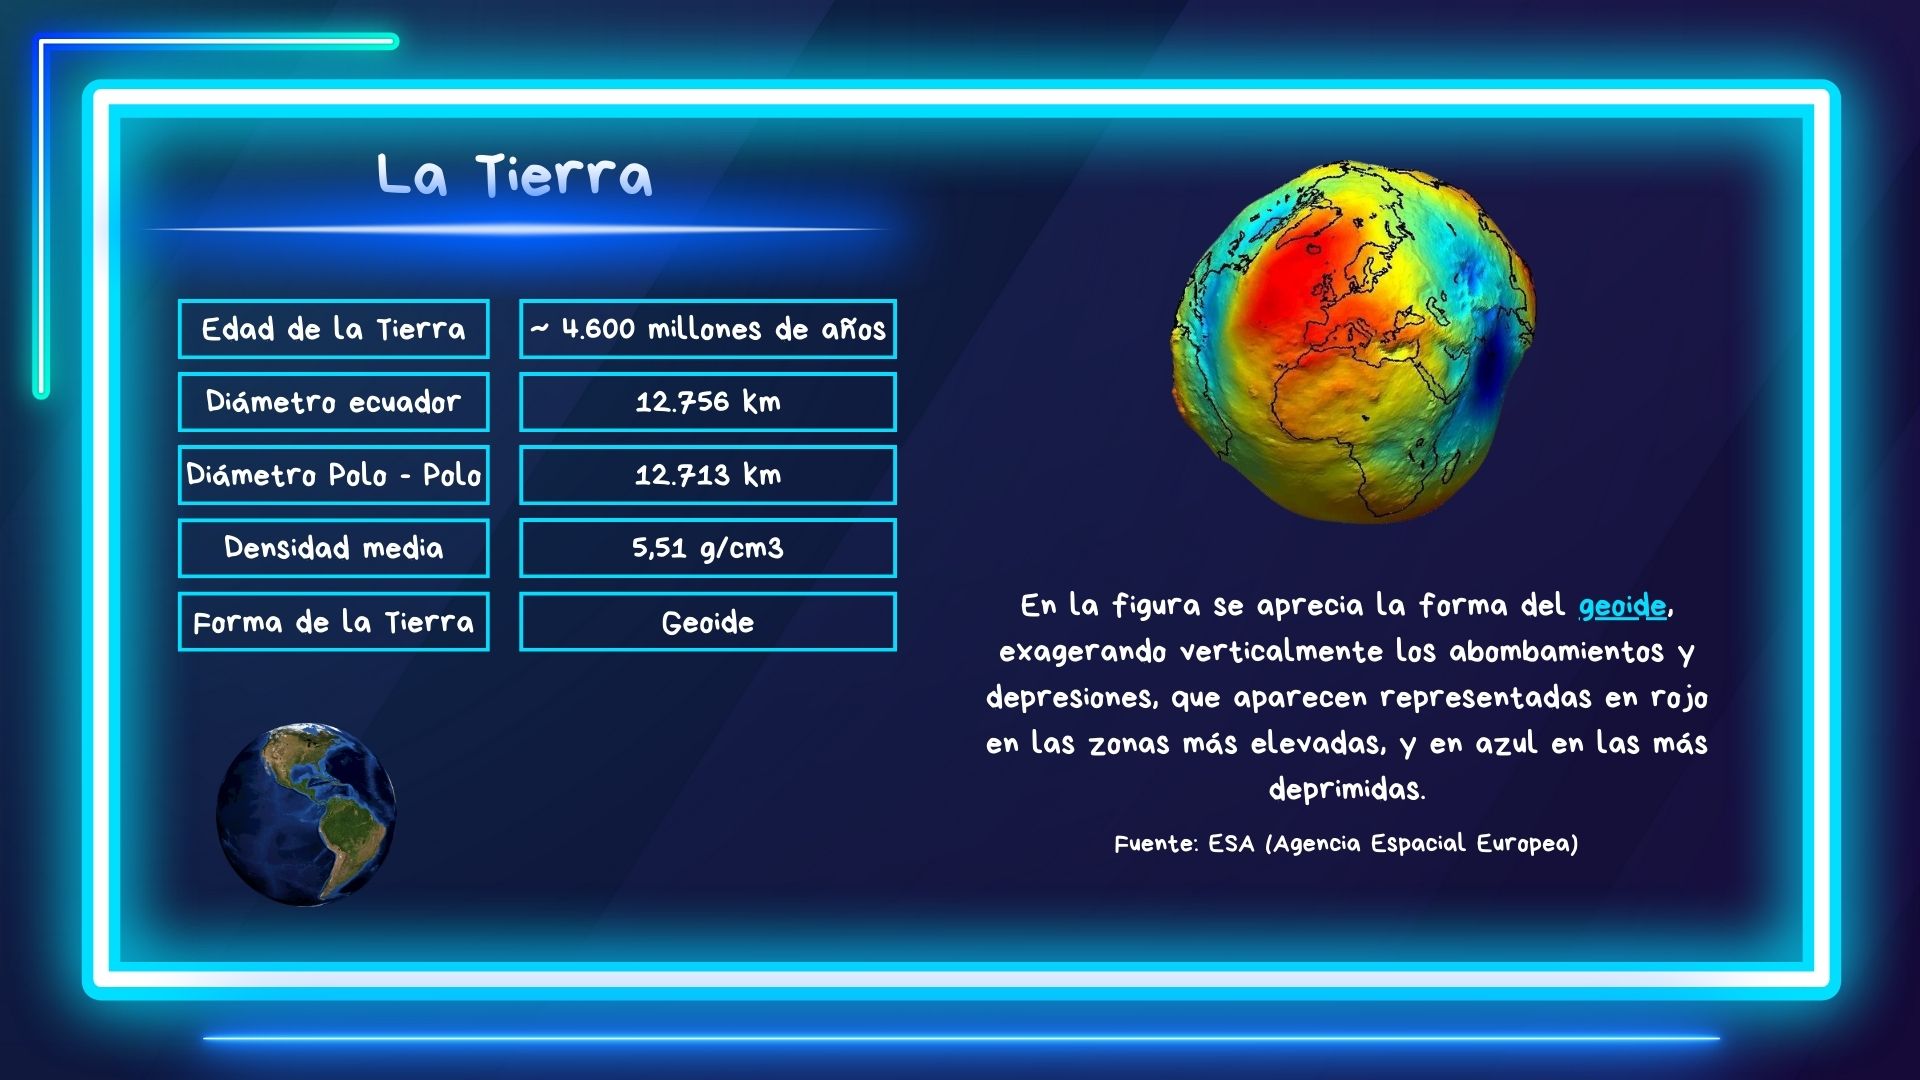 La Tierra
Edad de la Tierra
~ 4.600 millones de años
Diámetro ecuador
12.756 km
Diámetro Polo - Polo
12.713 km
Densidad media
5,51 g/cm3
Forma de la Tierra
Geoide
En la figura se aprecia la forma del geoide,
exagerando verticalmente los abombamientos y
depresiones, que aparecen representadas en rojo
en las zonas más elevadas, y en azul en las más
deprimidas.
Fuente: ESA (Agencia Espacial Europea)